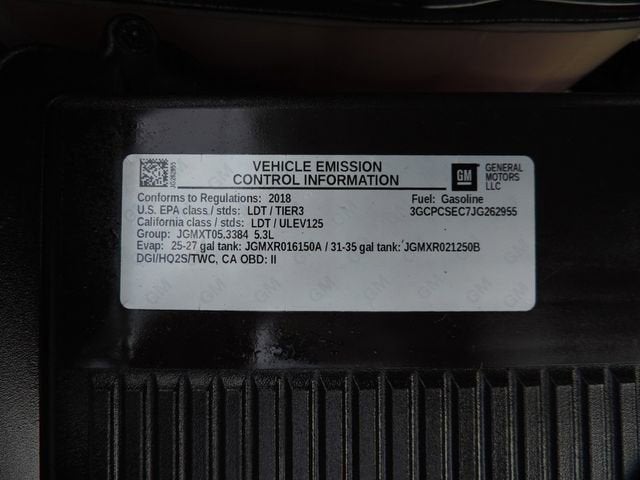 JG262955
VEHICLE EMISSION
CONTROL INFORMATION
GM
GENERAL
MOTORS
LLC
Conforms to Regulations: 2018
Fuel: Gasoline
U.S. EPA class / stds: LDT / TIER3
3GCPCSEC7JG262955
California class / stds: LDT / ULEV125
Group: JGMXT05.3384 5.3L
Evap: 25-27 gal tank: JGMXR016150A / 31-35 gal tank: JGMXR021250B
DGI/HO2S/TWC, CA OBD: II